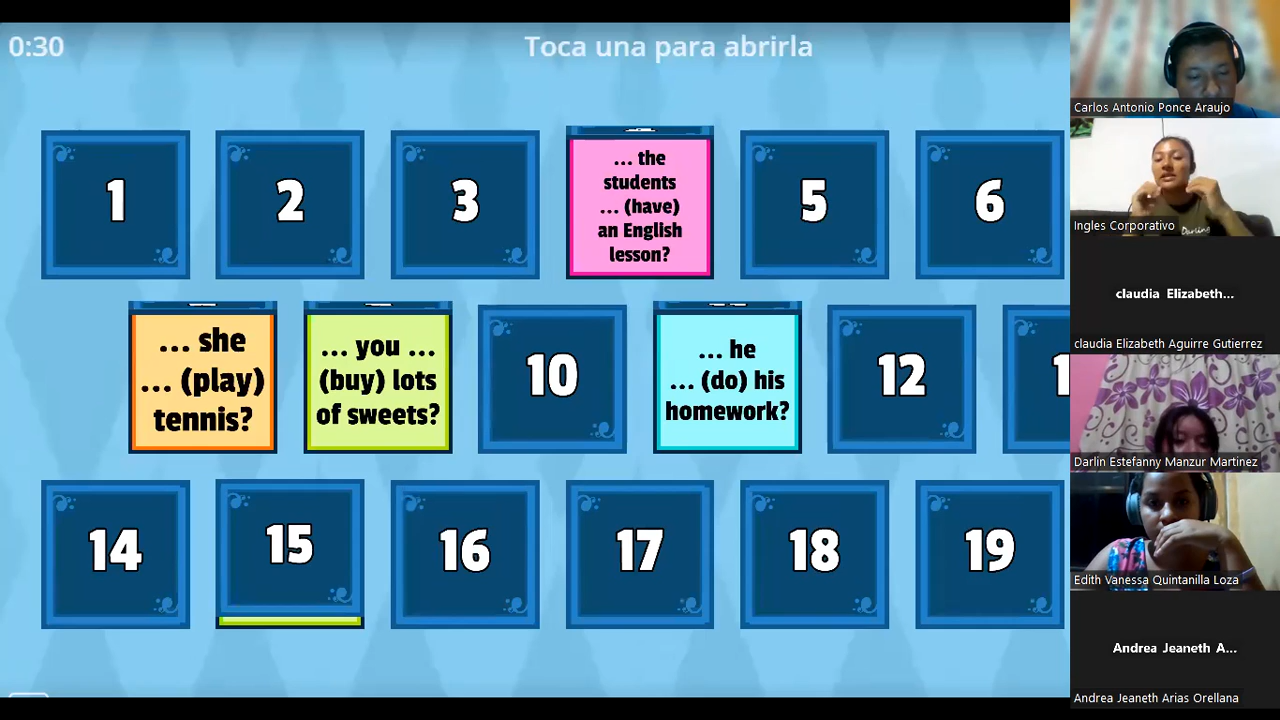 0:30
Toca una para abrirla
1
2
3
... the
students
... (have)
an English
lesson?
5
6
... she
... (play)
tennis?
... you ...
(buy) lots
of sweets?
10
... he
... (do) his
homework?
12
1
14
15
16
17
18
19
Carlos Antonio Ponce Araujo
Darling
Ingles Corporativo
claudia Elizabeth...
claudia Elizabeth Aguirre Gutierrez
Darlin Estefanny Manzur Martinez
Edith Vanessa Quintanilla Loza
Andrea Jeaneth A...
Andrea Jeaneth Arias Orellana